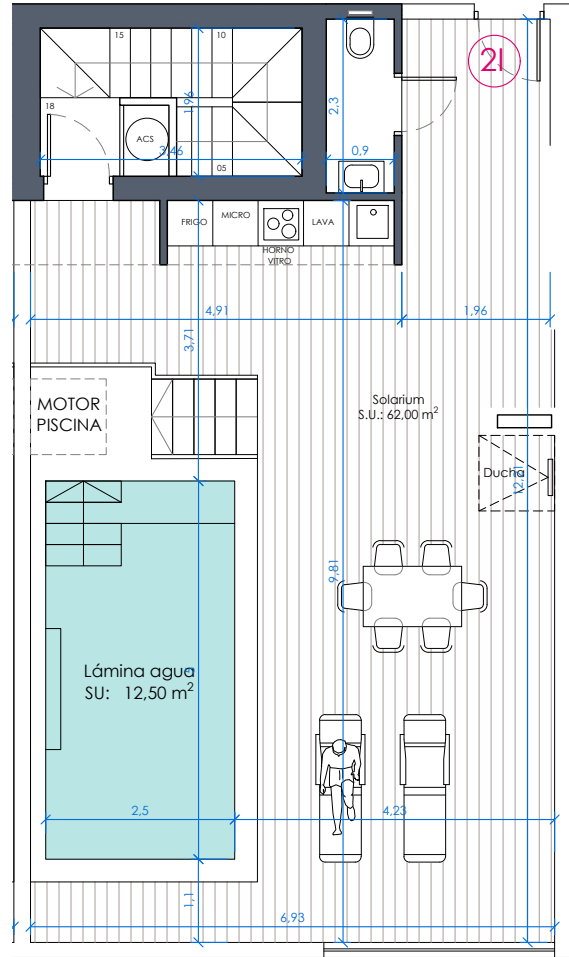 15
10
2I
2,3
1,96
18
ACS
3,46
0,9
05
FRIGO
MICRO
LAVA
HORNO
VITRO
4,91
1,96
3,71
MOTOR
PISCINA
Solarium
S.U.: 62,00 m²
Ducha
9,81
Lámina agua
SU: 12,50 m²
2,5
4,23
1,1
6,93